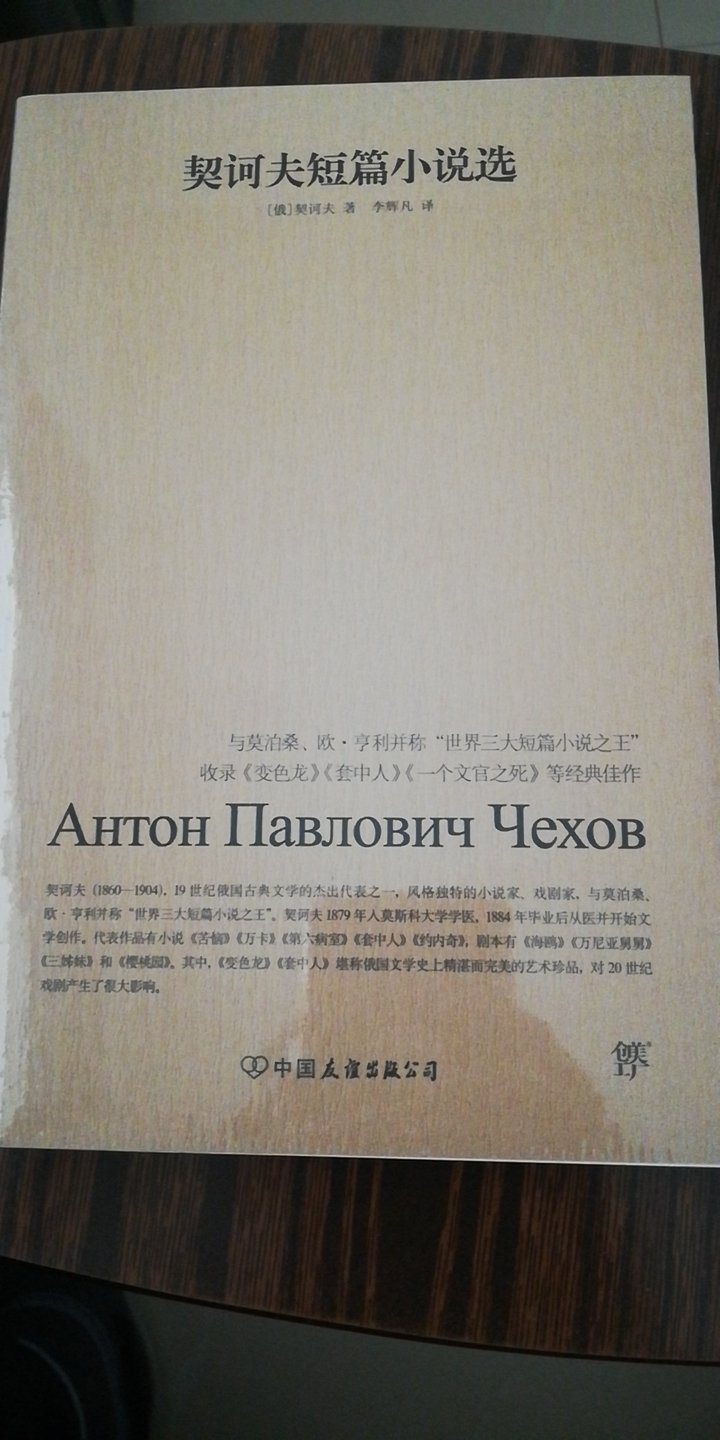 契诃夫短篇小说选
[俄]契诃夫 著 李辉凡 译
与莫泊桑、欧·亨利并称“世界三大短篇小说之王”
收录《变色龙》《套中人》《一个文官之死》等经典佳作
Антон Павлович Чехов
契诃夫（1860—1904），19世纪俄国古典文学的杰出代表之一，风格独特的小说家、戏剧家，与莫泊桑、
欧·亨利并称“世界三大短篇小说之王”。契诃夫1879年入莫斯科大学学医，1884年毕业后从医并开始文
学创作。代表作品有小说《苦恼》《万卡》《第六病室》《套中人》《约内奇》，剧本有《海鸥》《万尼亚舅舅》
《三姊妹》和《樱桃园》。其中，《变色龙》《套中人》堪称俄国文学史上精湛而完美的艺术珍品，对20世纪
戏剧产生了很大影响。
中国友谊出版公司
创美